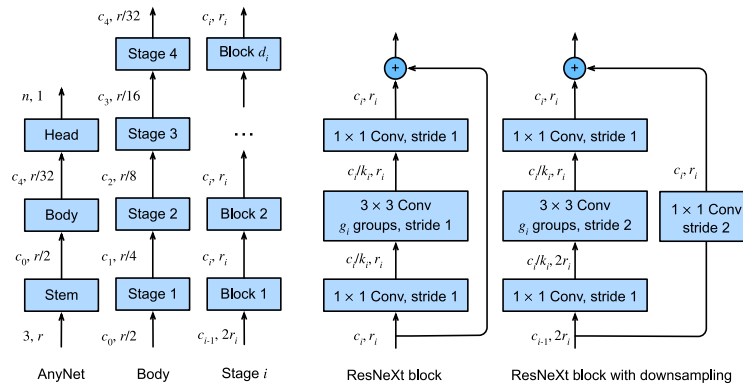 n, 1
Head
c4, r/32
Body
c0, r/2
Stem
3, r
AnyNet
c4, r/32
Stage 4
c3, r/16
Stage 3
c2, r/8
Stage 2
c1, r/4
Stage 1
c0, r/2
Body
ci, ri
Block di
...
ci, ri
Block 2
ci, ri
Block 1
ci-1, 2ri
Stage i
+
ci, ri
1 × 1 Conv, stride 1
ci/ki, ri
3 × 3 Conv
gi groups, stride 1
ci/ki, ri
1 × 1 Conv, stride 1
ci, ri
ResNeXt block
+
ci, ri
1 × 1 Conv, stride 1
ci/ki, ri
3 × 3 Conv
gi groups, stride 2
ci/ki, 2ri
1 × 1 Conv, stride 1
ci-1, 2ri
ci, ri
1 × 1 Conv
stride 2
ResNeXt block with downsampling